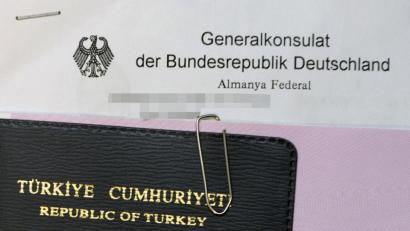 Generalkonsulat
der Bundesrepublik Deutschland
Almanya Federal
TÜRKİYE CUMHURİYETİ
REPUBLIC OF TURKEY